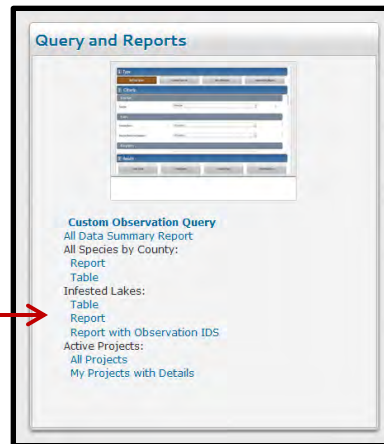 Query and Reports
Custom Observation Query
All Data Summary Report
All Species by County:
Report
Table
Infested Lakes:
Table
Report
Report with Observation IDS
Active Projects:
All Projects
My Projects with Details